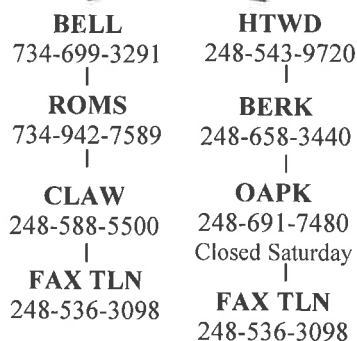 BELL
734-699-3291
ROMS
734-942-7589
CLAW
248-588-5500
FAX TLN
248-536-3098
HTWD
248-543-9720
BERK
248-658-3440
OAPK
248-691-7480
Closed Saturday
FAX TLN
248-536-3098